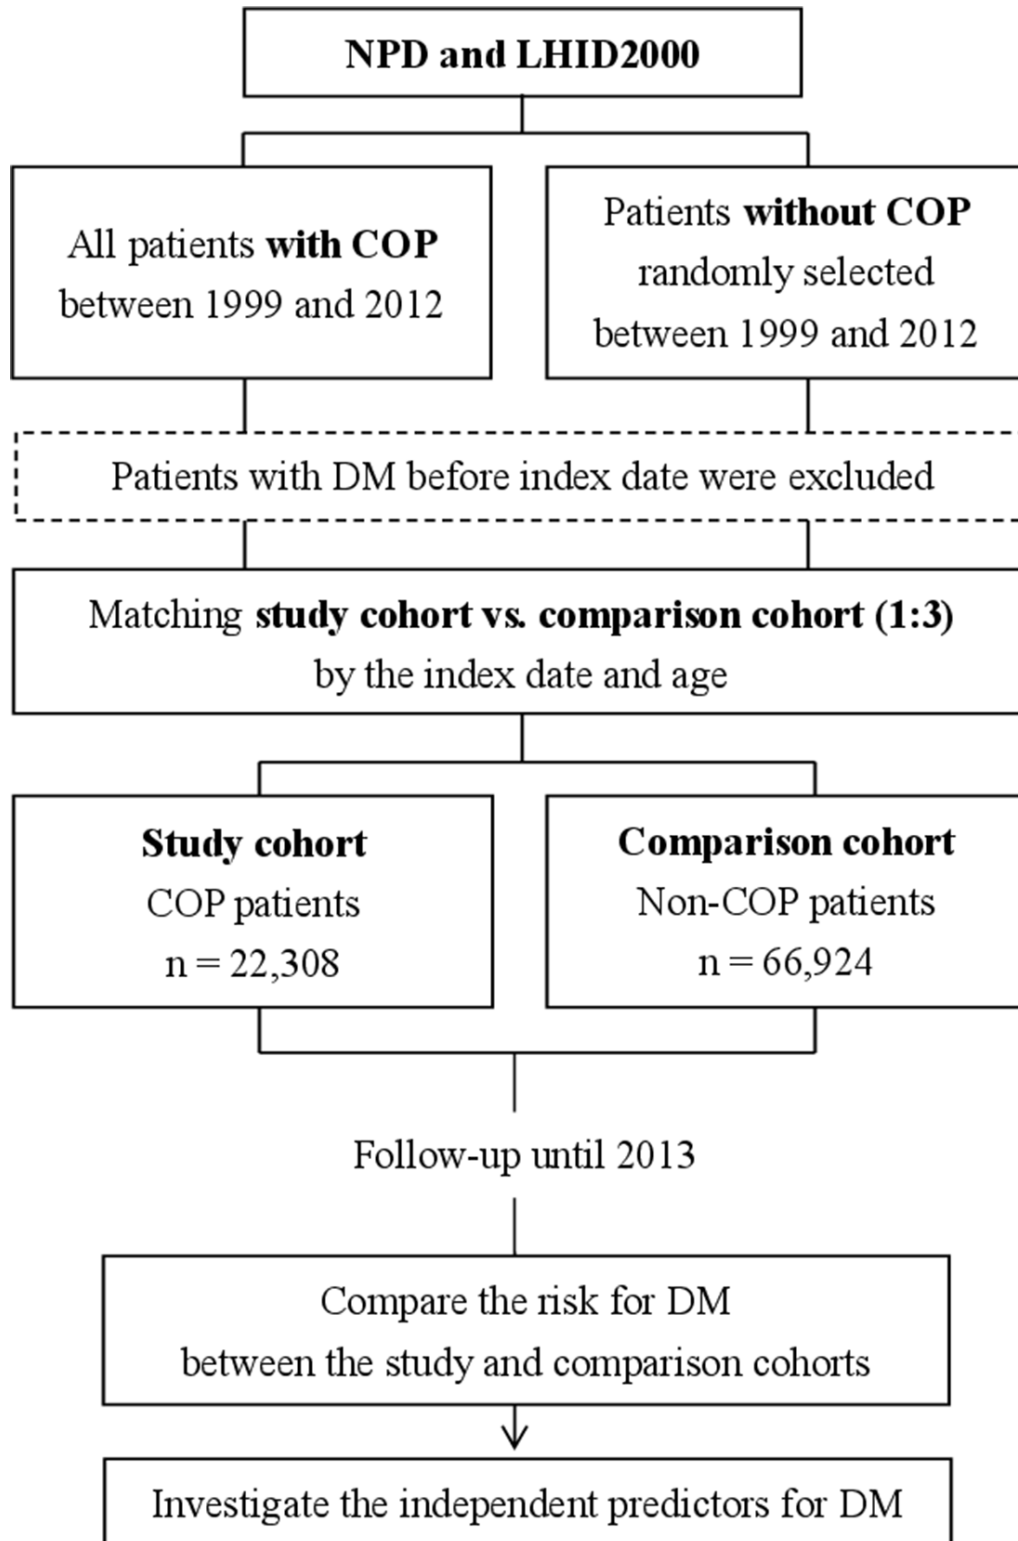 NPD and LHID2000
All patients with COP
between 1999 and 2012
Patients without COP
randomly selected
between 1999 and 2012
Patients with DM before index date were excluded
Matching study cohort vs. comparison cohort (1:3)
by the index date and age
Study cohort
COP patients
n = 22,308
Comparison cohort
Non-COP patients
n = 66,924
Follow-up until 2013
Compare the risk for DM
between the study and comparison cohorts
Investigate the independent predictors for DM